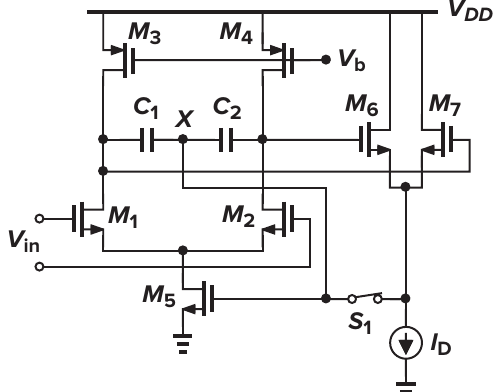 V_DD
M_3 M_4 V_b
C_1 X C_2 M_6 M_7
M_1 M_2
V_in
M_5
S_1
I_D